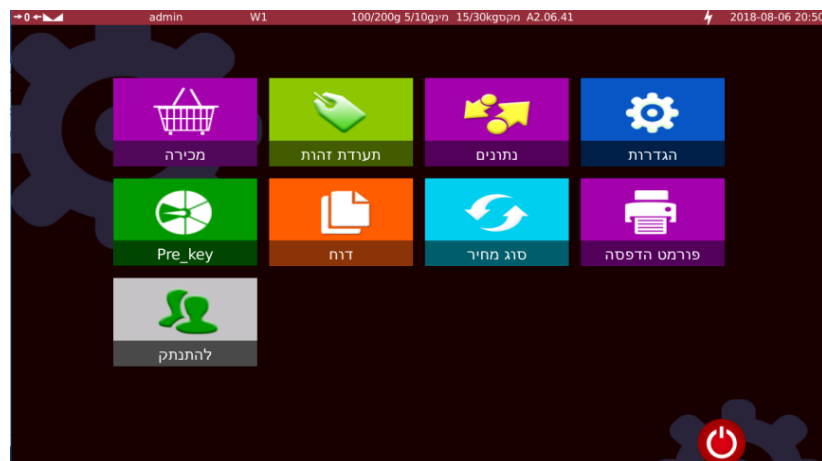 →0← admin W1 100/200g 5/10gמינ 15/30kgמקס A2.06.41 2018-08-06 20:50
מכירה תעודת זהות נתונים הגדרות
Pre_key דוח סוג מחיר פורמט הדפסה
להתנתק